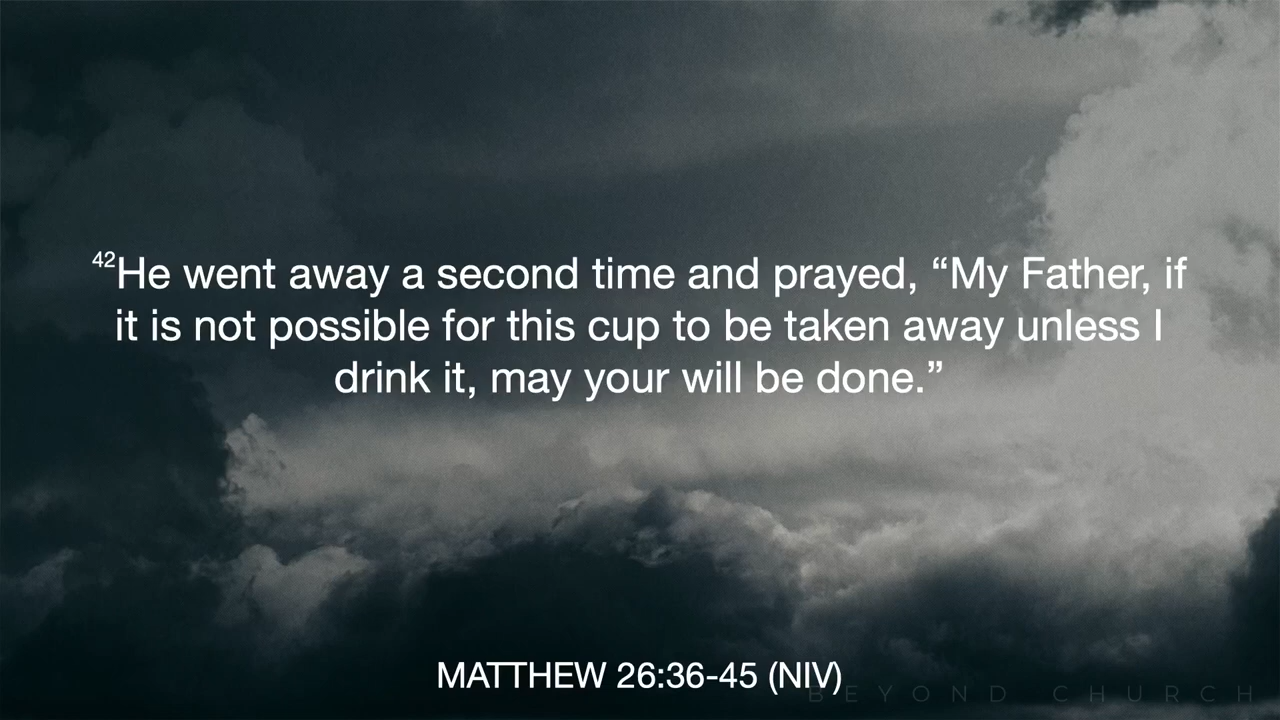 42He went away a second time and prayed, “My Father, if
it is not possible for this cup to be taken away unless I
drink it, may your will be done.”
MATTHEW 26:36-45 (NIV)
BEYOND CHURCH